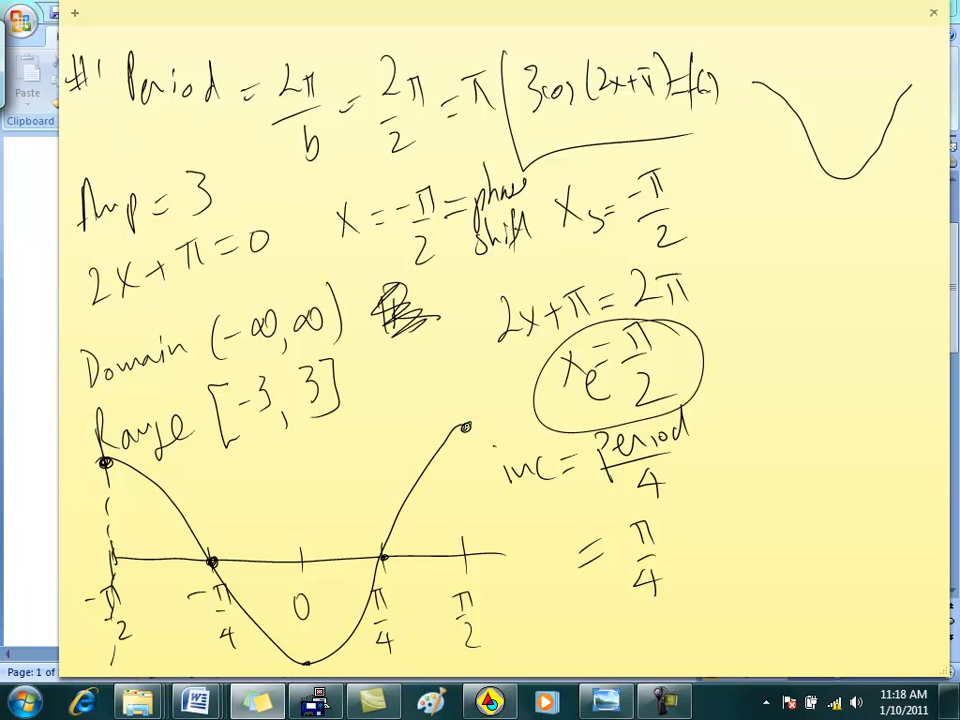 #1 Period = 2π/b = 2π/2 = π
3cos(2x+π)=f(x)
Amp = 3
x = -π/2 = phase shift
xs = -π/2
2x+π=0
2x+π=2π
Domain (-∞,∞)
xe = π/2
Range [-3, 3]
inc = Period/4
= π/4
-π/2 -π/4 0 π/4 π/2
Paste
Page: 1 of
11:18 AM
1/10/2011